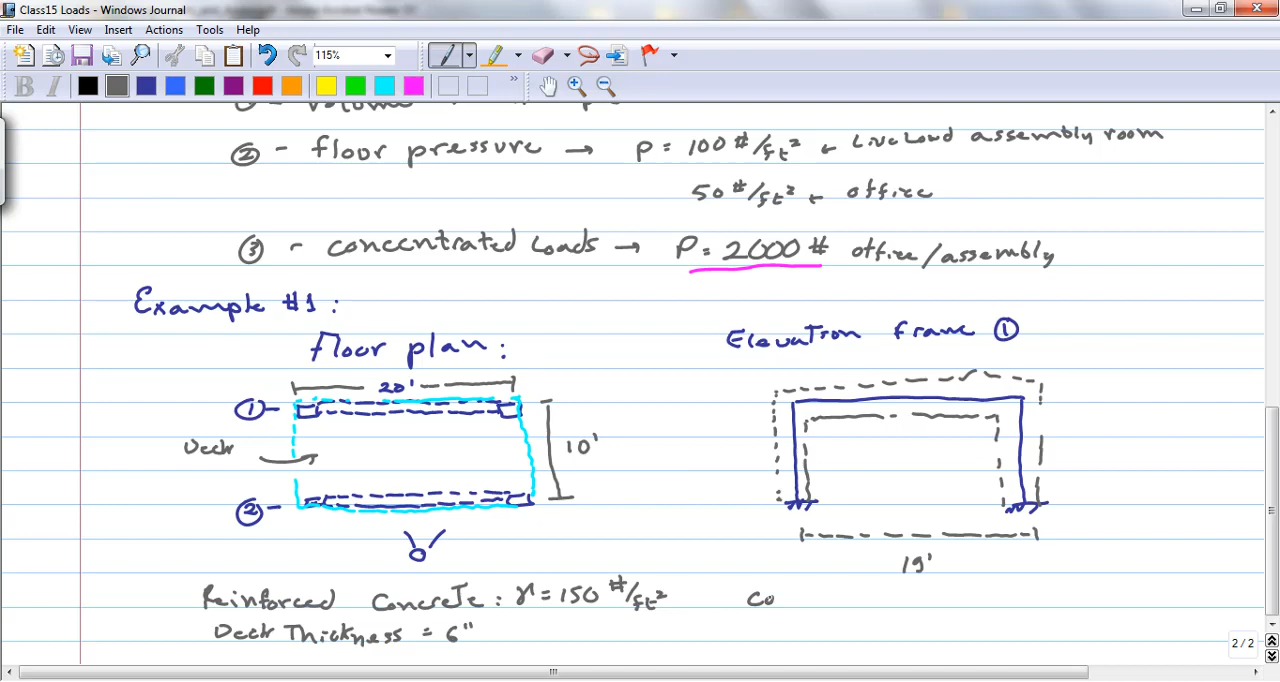 Class15 Loads - Windows Journal
File Edit View Insert Actions Tools Help
115%
B I
① - volume
② - floor pressure → P = 100 #/ft² ← Live Load assembly room
50 #/ft² ← office
③ - concentrated Loads → P = 2000 # office/assembly
Example #1:
floor plan:
Elevation Frame ①
20'
①
Deck
10'
②
19'
Reinforced Concrete: γ = 150 #/ft² Co
Deck Thickness = 6"
2 / 2